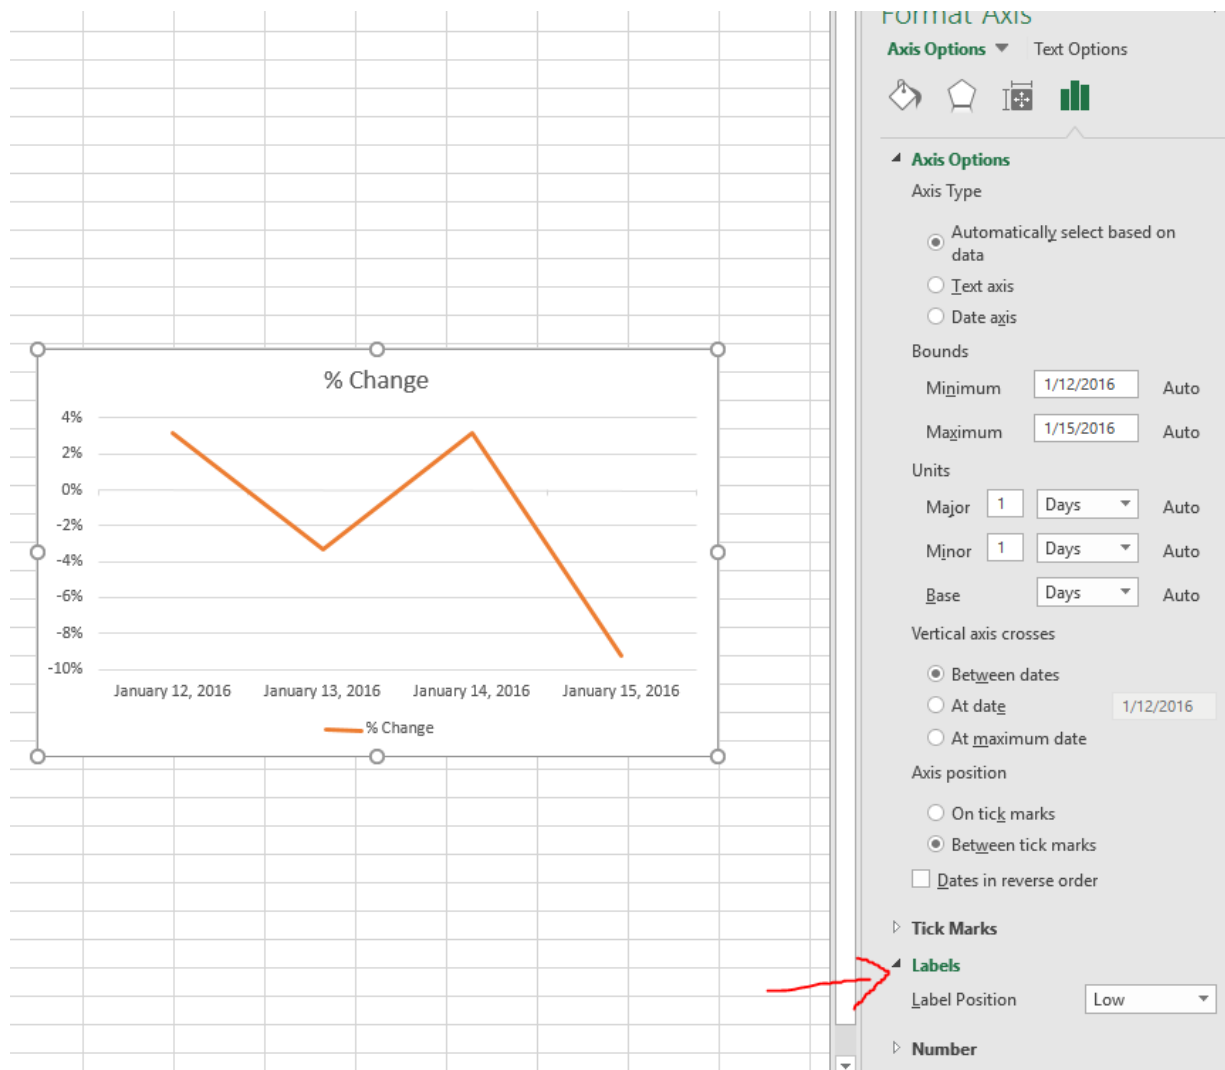 Format Axis
Axis Options
Text Options
Axis Options
Axis Type
Automatically select based on
data
Text axis
Date axis
Bounds
Minimum 1/12/2016 Auto
Maximum 1/15/2016 Auto
Units
Major 1 Days Auto
Minor 1 Days Auto
Base Days Auto
Vertical axis crosses
Between dates
At date 1/12/2016
At maximum date
Axis position
On tick marks
Between tick marks
Dates in reverse order
Tick Marks
Labels
Label Position Low
Number
% Change
4%
2%
0%
-2%
-4%
-6%
-8%
-10%
January 12, 2016 January 13, 2016 January 14, 2016 January 15, 2016
% Change